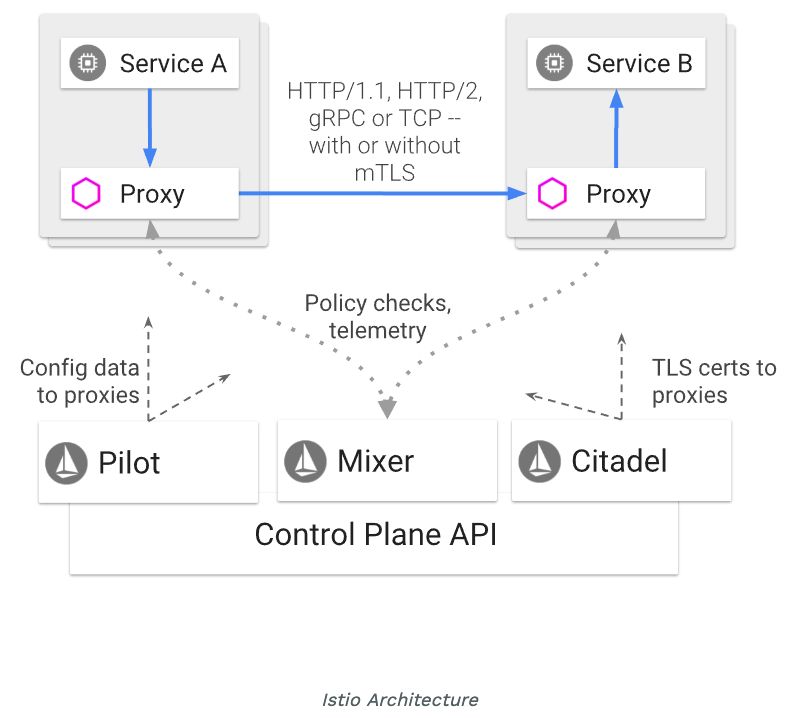 Service A
Service B
HTTP/1.1, HTTP/2,
gRPC or TCP --
with or without
mTLS
Proxy
Proxy
Policy checks,
telemetry
Config data
to proxies
TLS certs to
proxies
Pilot
Mixer
Citadel
Control Plane API
Istio Architecture